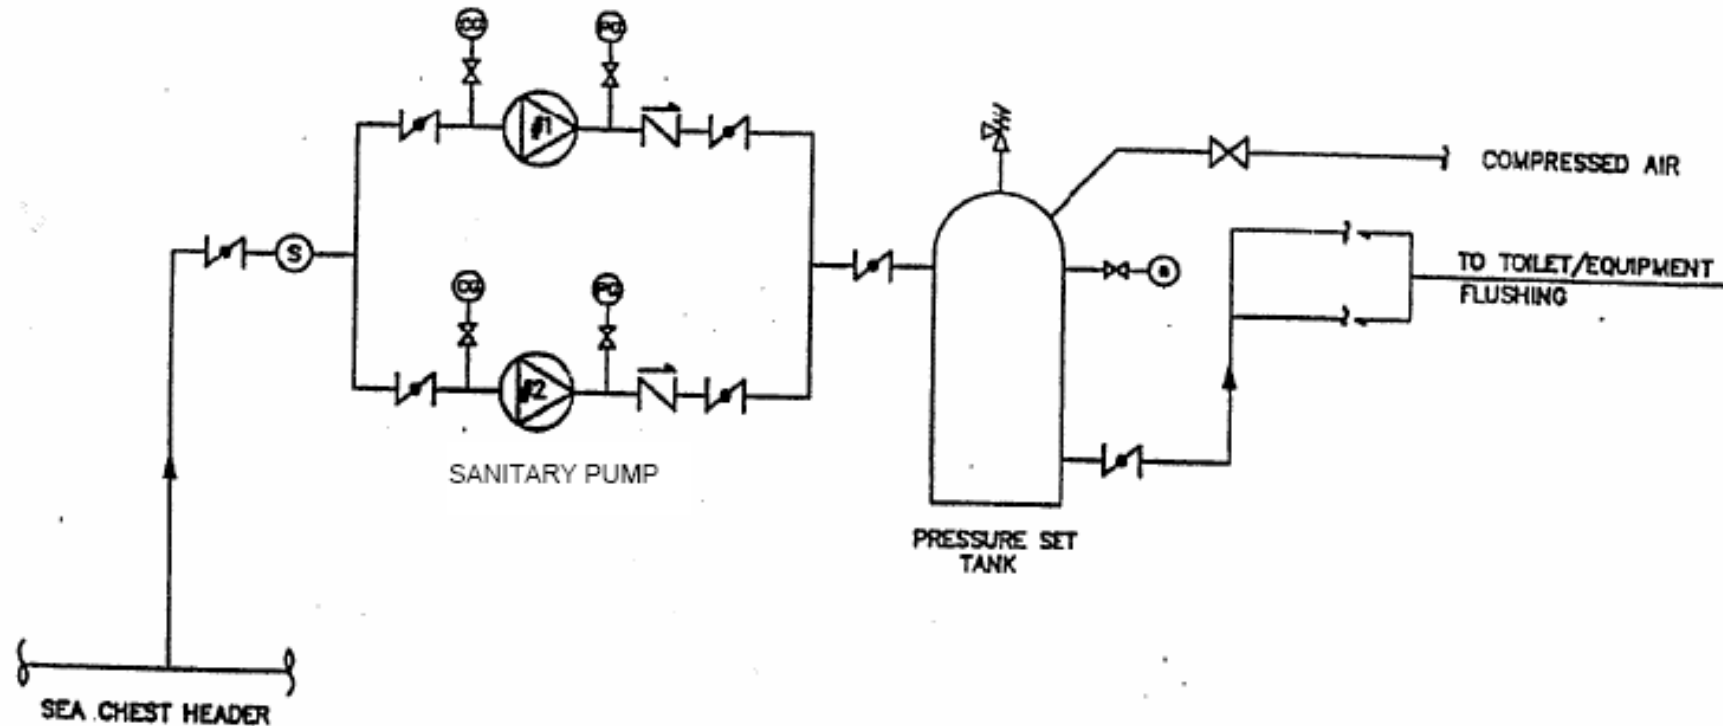 CG
PG
#1
COMPRESSED AIR
S
CG
PG
TO TOILET/EQUIPMENT
FLUSHING
#2
SANITARY PUMP
PRESSURE SET
TANK
SEA CHEST HEADER